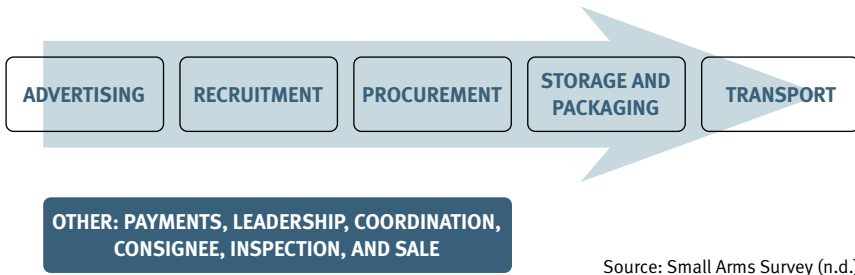 ADVERTISING
RECRUITMENT
PROCUREMENT
STORAGE AND
PACKAGING
TRANSPORT
OTHER: PAYMENTS, LEADERSHIP, COORDINATION,
CONSIGNEE, INSPECTION, AND SALE
Source: Small Arms Survey (n.d.)